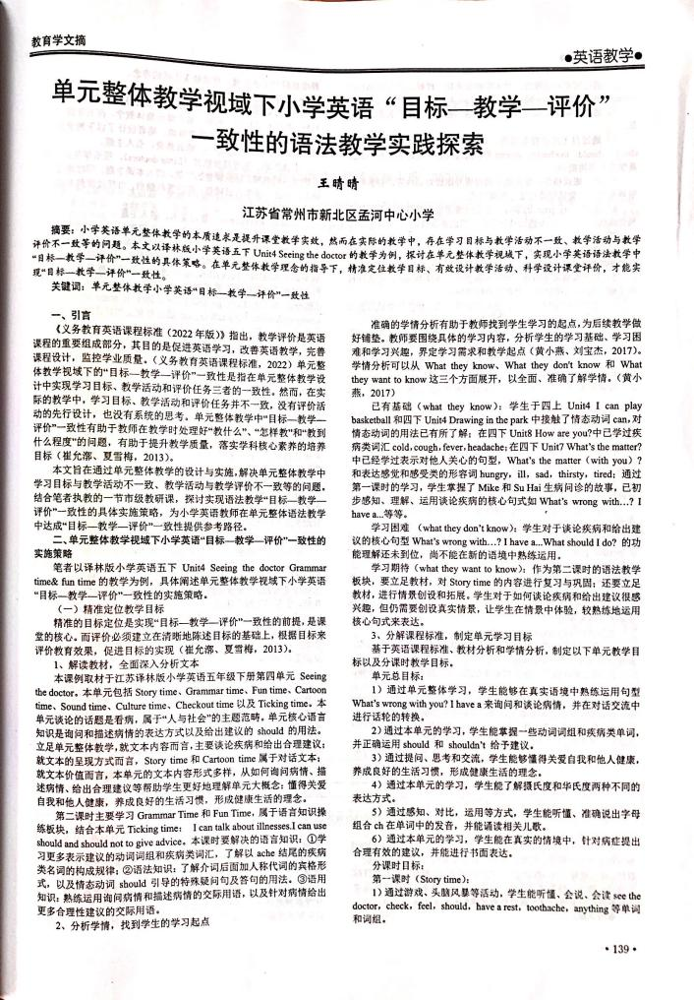 教育学文摘
●英语教学●
单元整体教学视域下小学英语“目标—教学—评价”
一致性的语法教学实践探索
王晴晴
江苏省常州市新北区孟河中心小学
摘要：小学英语单元整体教学的本质追求是提升课堂教学实效，然而在实际的教学中，存在学习目标与教学活动不一致、教学活动与教学
评价不一致等的问题。本文以译林版小学英语五下 Unit4 Seeing the doctor 的教学为例，探讨在单元整体教学视域下，实现小学英语语法教学中
“目标—教学—评价”一致性的具体策略。在单元整体教学理念的指导下，精准定位教学目标、有效设计教学活动、科学设计课堂评价，才能实
现“目标—教学—评价”一致性。
关键词：单元整体教学小学英语“目标—教学—评价”一致性
一、引言
《义务教育英语课程标准（2022 年版）》指出，教学评价是英语
课程的重要组成部分，其目的是促进英语学习，改善英语教学，完善
课程设计，监控学业质量。（义务教育英语课程标准，2022）单元整
体教学视域下的“目标—教学—评价”一致性是指在单元整体教学设
计中实现学习目标、教学活动和评价任务三者的一致性。然而，在实
际的教学中，学习目标、教学活动和评价任务并不一致，没有评价活
动的先行设计，也没有系统的思考。单元整体教学中“目标—教学—
评价”一致性有助于教师在教学时处理好“教什么”、“怎样教”和“教到
什么程度”的问题，有助于提升教学质量，落实学科核心素养的培养
目标（崔允漷、夏雪梅，2013）。
本文旨在通过单元整体教学的设计与实施，解决单元整体教学中
学习目标与教学活动不一致、教学活动与教学评价不一致等的问题。
结合笔者执教的一节市级教研课，探讨实现语法教学“目标—教学—
评价”一致性的具体实施策略，为小学英语教师在单元整体语法教学
中达成“目标—教学—评价”一致性提供参考路径。
二、单元整体教学视域下小学英语“目标—教学—评价”一致性的
实施策略
笔者以译林版小学英语五下 Unit4 Seeing the doctor Grammar
time& fun time 的教学为例，具体阐述单元整体教学视域下小学英语
“目标—教学—评价”一致性的实施策略。
（一）精准定位教学目标
精准的目标定位是实现“目标—教学—评价”一致性的前提，是课
堂的核心。而评价必须建立在清晰地陈述目标的基础上，根据目标来
评价教育效果，促进目标的实现（崔允漷、夏雪梅，2013）。
1、解读教材，全面深入分析文本
本课例取材于江苏译林版小学英语五年级下册第四单元 Seeing
the doctor。本单元包括 Story time、Grammar time、Fun time、Cartoon
time、Sound time、Culture time、Checkout time 以及 Ticking time。本
单元谈论的话题是看病，属于“人与社会”的主题范畴。单元核心语言
知识是询问和描述病情的表达方式以及给出建议的 should 的用法。
立足单元整体教学，就文本内容而言，主要谈论疾病和给出合理建议；
就文本的呈现方式而言，Story time 和 Cartoon time 属于对话文本；
就文本价值而言，本单元的文本内容形式多样，从如何询问病情、描
述病情、给出合理建议等帮助学生更好地理解单元大概念：懂得关爱
自我和他人健康，养成良好的生活习惯，形成健康生活的理念。
第二课时主要学习 Grammar Time 和 Fun Time，属于语言知识操
练板块，结合本单元 Ticking time： I can talk about illnesses.I can use
should and should not to give advice。本课时要解决的语言知识：①学
习更多表示建议的动词词组和疾病类词汇，了解以 ache 结尾的疾病
类名词的构成规律；②语法知识：了解介词后面加人称代词的宾格形
式，以及情态动词 should 引导的特殊疑问句及答句的用法。③语用
知识：熟练运用询问病情和描述病情的交际用语，以及针对病情给出
更多合理性建议的交际用语。
2、分析学情，找到学生的学习起点
准确的学情分析有助于教师找到学生学习的起点，为后续教学做
好铺垫。教师要围绕具体的学习内容，分析学生的学习基础、学习困
难和学习兴趣，界定学习需求和教学起点（黄小燕、刘宝杰，2017）。
学情分析可以从 What they know、What they don't know 和 What
they want to know 这三个方面展开，以全面、准确了解学情。（黄小
燕，2017）
已有基础（what they know）：学生于四上 Unit4 I can play
basketball 和四下 Unit4 Drawing in the park 中接触了情态动词 can，对
情态动词的用法已有所了解；在四下 Unit8 How are you?中已学过疾
病类词汇 cold, cough, fever, headache；在四下 Unit7 What's the matter?
中已经学过表示对他人关心的句型，What's the matter（with you）?
和表达感觉和感受类的形容词 hungry，ill，sad，thirsty，tired；通过
第一课时的学习，学生掌握了 Mike 和 Su Hai 生病问诊的故事，已初
步感知、理解、运用谈论疾病的核心句式如 What's wrong with...? I
have a...等等。
学习困难 （what they don't know）：学生对于谈论疾病和给出建
议的核心句型 What's wrong with...? I have a...What should I do? 的功
能理解还未到位，尚不能在新的语境中熟练运用。
学习期待（what they want to know）：作为第二课时的语法教学
板块，要立足教材，对 Story time 的内容进行复习与巩固；还要立足
教材，进行情景创设和拓展。学生对于如何谈论疾病和给出建议很感
兴趣，但仍需要创设真实情景，让学生在情景中体验，较熟练地运用
核心句式来表达。
3、分解课程标准，制定单元学习目标
基于英语课程标准、教材分析和学情分析，制定以下单元教学目
标以及分课时教学目标。
单元总目标：
1）通过单元整体学习，学生能够在真实语境中熟练运用句型
What's wrong with you? I have a 来询问和谈论病情，并在对话交流中
进行话轮的转换。
2）通过本单元的学习，学生能掌握一些动词词组和疾病类单词，
并正确运用 should 和 shouldn't 给予建议。
3）通过提问、思考和交流，学生能够懂得关爱自我和他人健康，
养成良好的生活习惯，形成健康生活的理念。
4）通过本单元的学习，学生能了解摄氏度和华氏度两种不同的
表达方式。
5）通过感知、对比，运用等方式，学生能听懂、准确说出字母
组合 ch 在单词中的发音，并能诵读相关儿歌。
6）通过本单元的学习，学生能在真实的情境中，针对病症提出
合理有效的建议，并能进行书面表达。
分课时目标：
第一课时（Story time）：
1）通过游戏、头脑风暴等活动，学生能听懂、会说、会读 see the
doctor，check，feel，should，have a rest，toothache，anything 等单词
和词组。
·139·